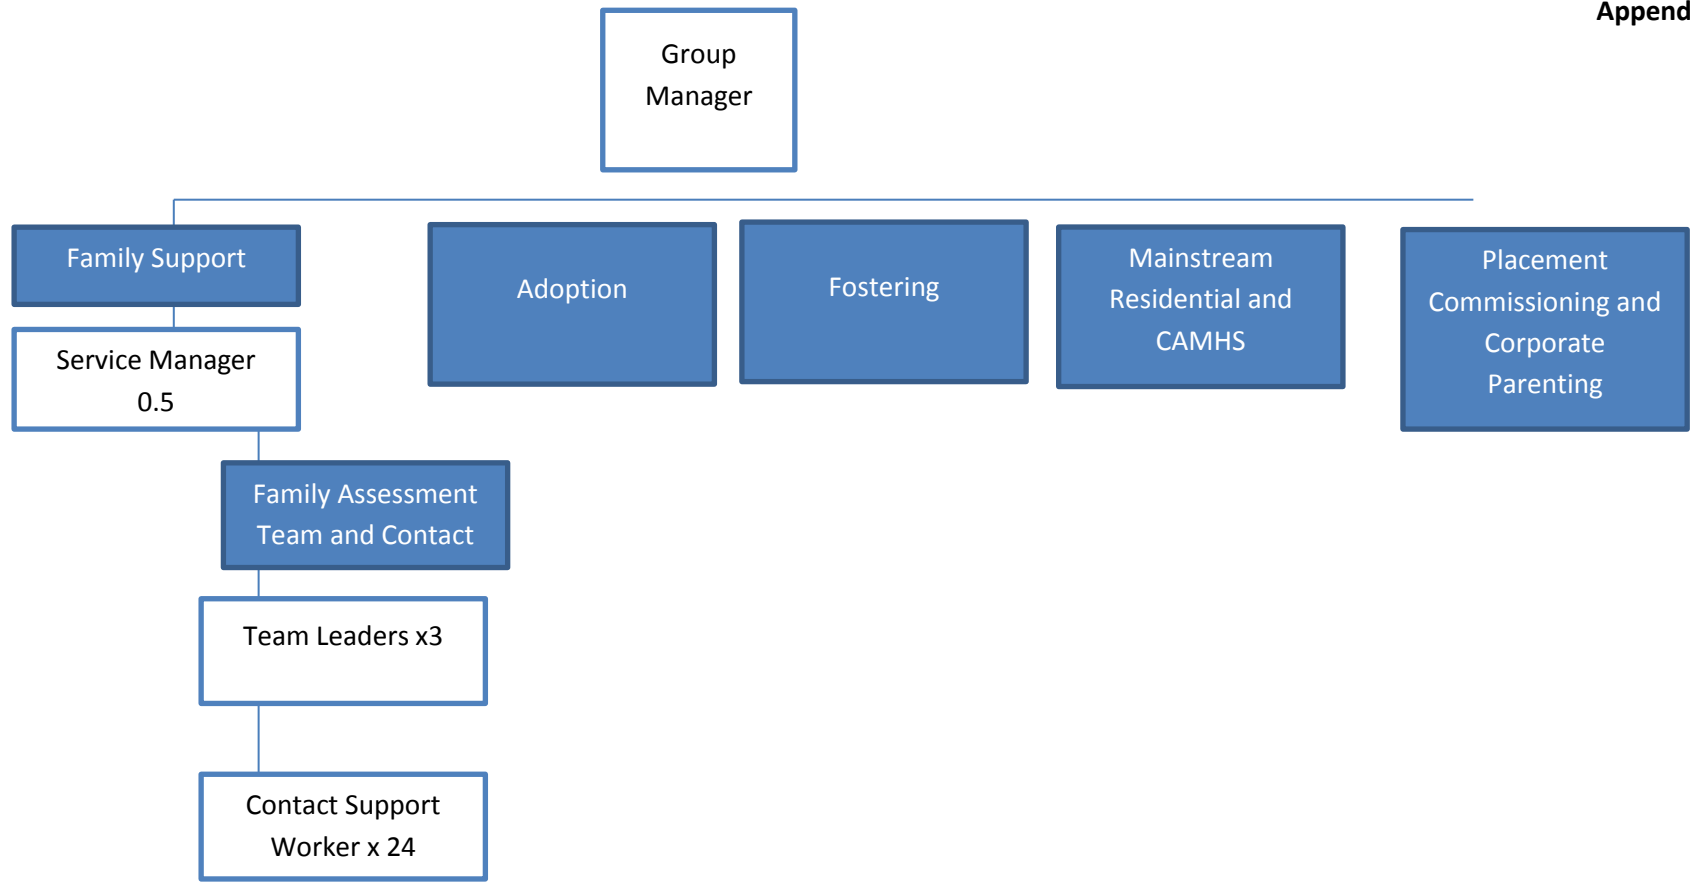 Append
Group
Manager
Family Support
Adoption
Fostering
Mainstream
Residential and
CAMHS
Placement
Commissioning and
Corporate
Parenting
Service Manager
0.5
Family Assessment
Team and Contact
Team Leaders x3
Contact Support
Worker x 24